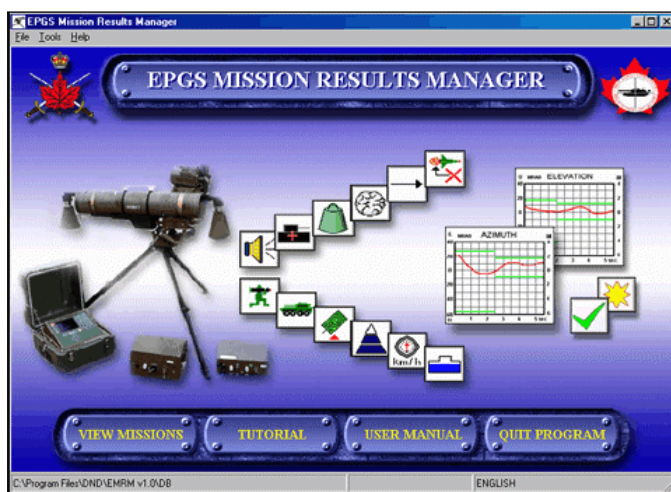 EPGS Mission Results Manager
File Tools Help
EPGS MISSION RESULTS MANAGER
ELEVATION
AZIMUTH
km/h
VIEW MISSIONS
TUTORIAL
USER MANUAL
QUIT PROGRAM
C:\Program Files\DND\EMRM v1.0\DB
ENGLISH